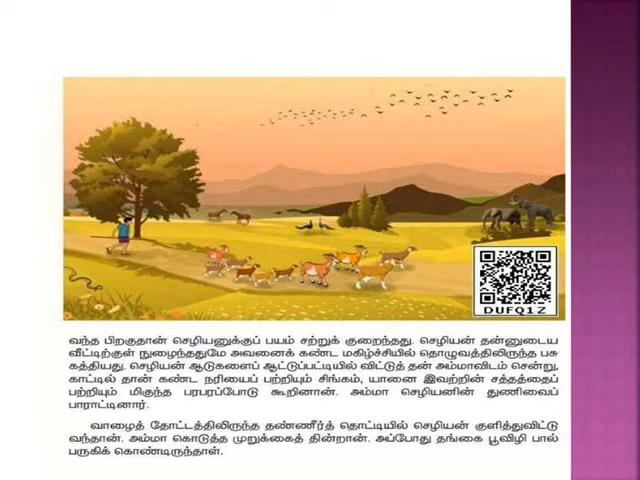 DUFQ1Z
வந்த பிறகுதான் செழியனுக்குப் பயம் சற்றுக் குறைந்தது. செழியன் தன்னுடைய
வீட்டிற்குள் நுழைந்ததுமே அவனைக் கண்ட மகிழ்ச்சியில் தொழுவத்திலிருந்த பசு
கத்தியது. செழியன் ஆடுகளைப் ஆட்டுப்பட்டியில் விட்டுத் தன் அம்மாவிடம் சென்று,
காட்டில் தான் கண்ட நரியைப் பற்றியும் சிங்கம், யானை இவற்றின் சத்தத்தைப்
பற்றியும் மிகுந்த பரபரப்போடு கூறினான். அம்மா செழியனின் துணிவைப்
பாராட்டினார்.
வாழைத் தோட்டத்திலிருந்த தண்ணீர்த் தொட்டியில் செழியன் குளித்துவிட்டு
வந்தான். அம்மா கொடுத்த முறுக்கைத் தின்றான். அப்போது தங்கை பூவிழி பால்
பருகிக் கொண்டிருந்தாள்.